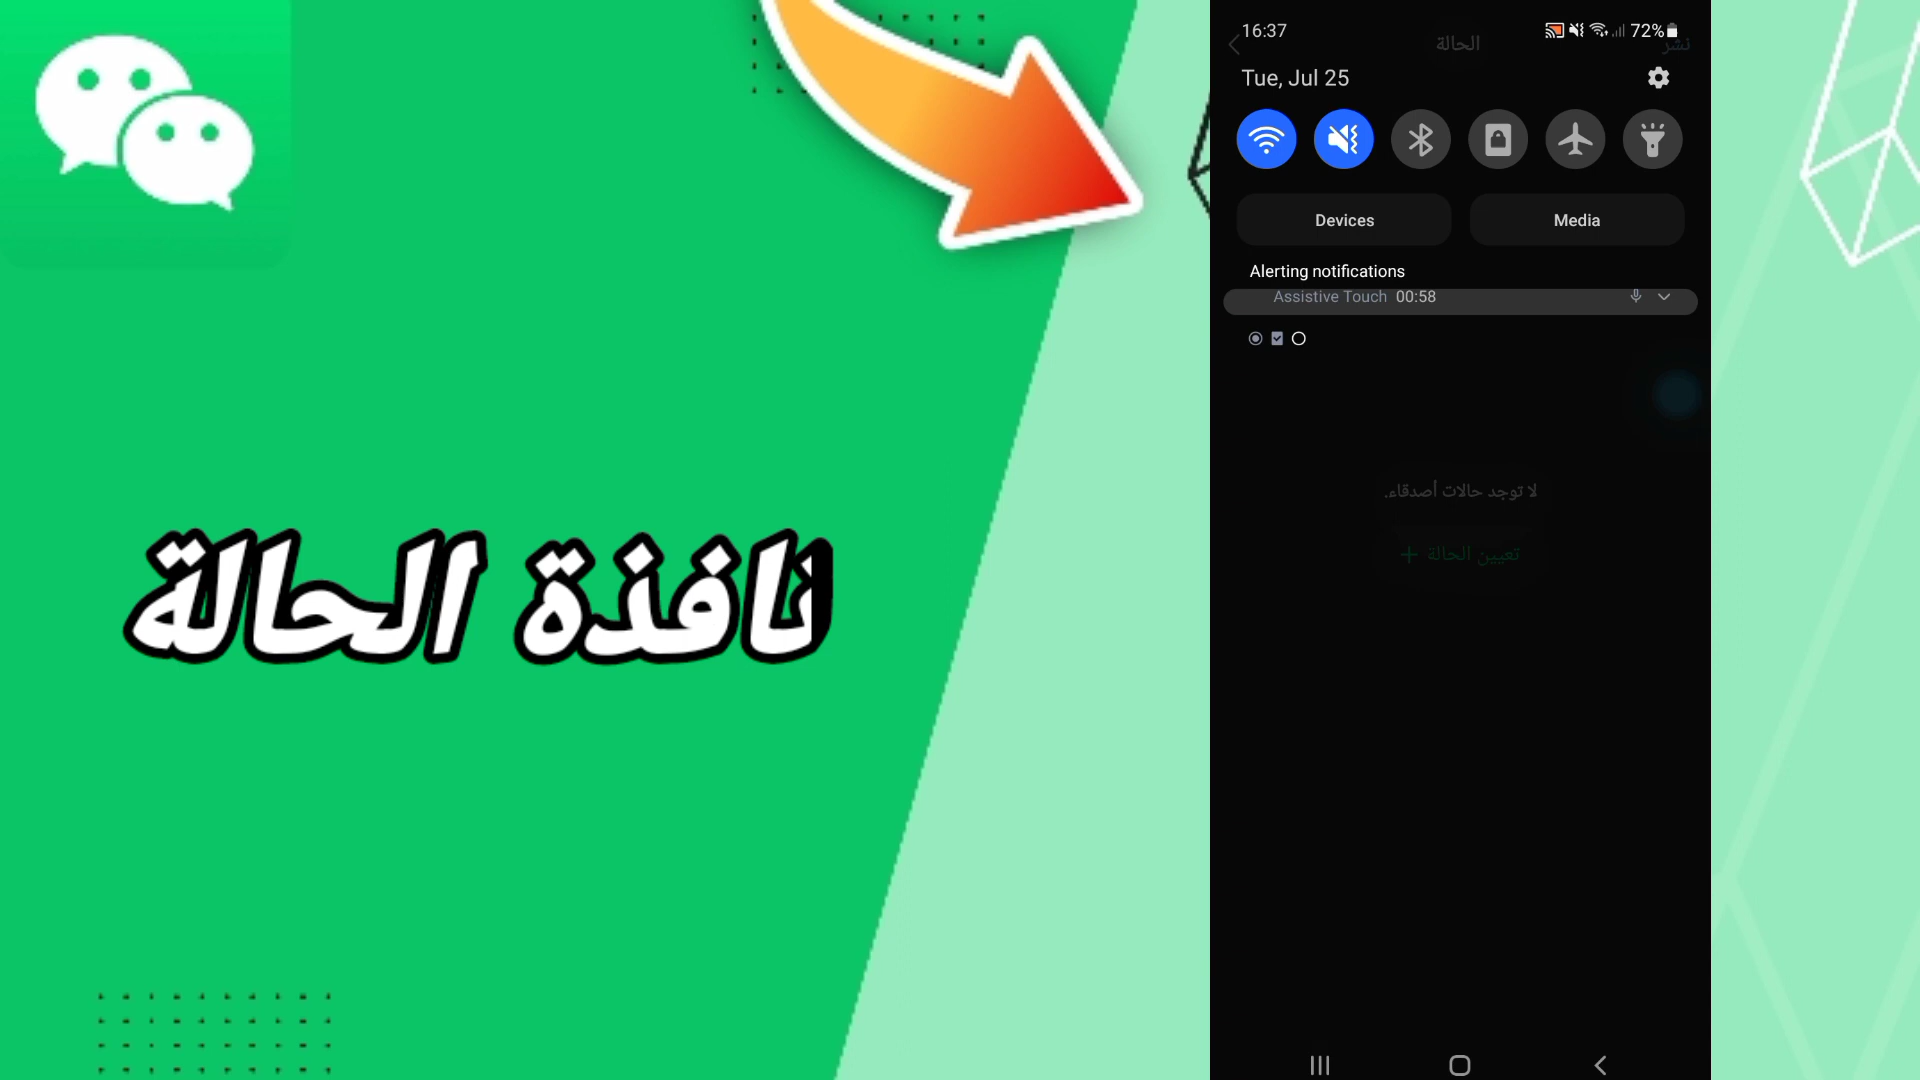 نافذة الحالة
16:37
72%
الحالة
نشر
Tue, Jul 25
Devices
Media
Alerting notifications
Assistive Touch 00:58
لا توجد حالات أصدقاء.
تعيين الحالة +